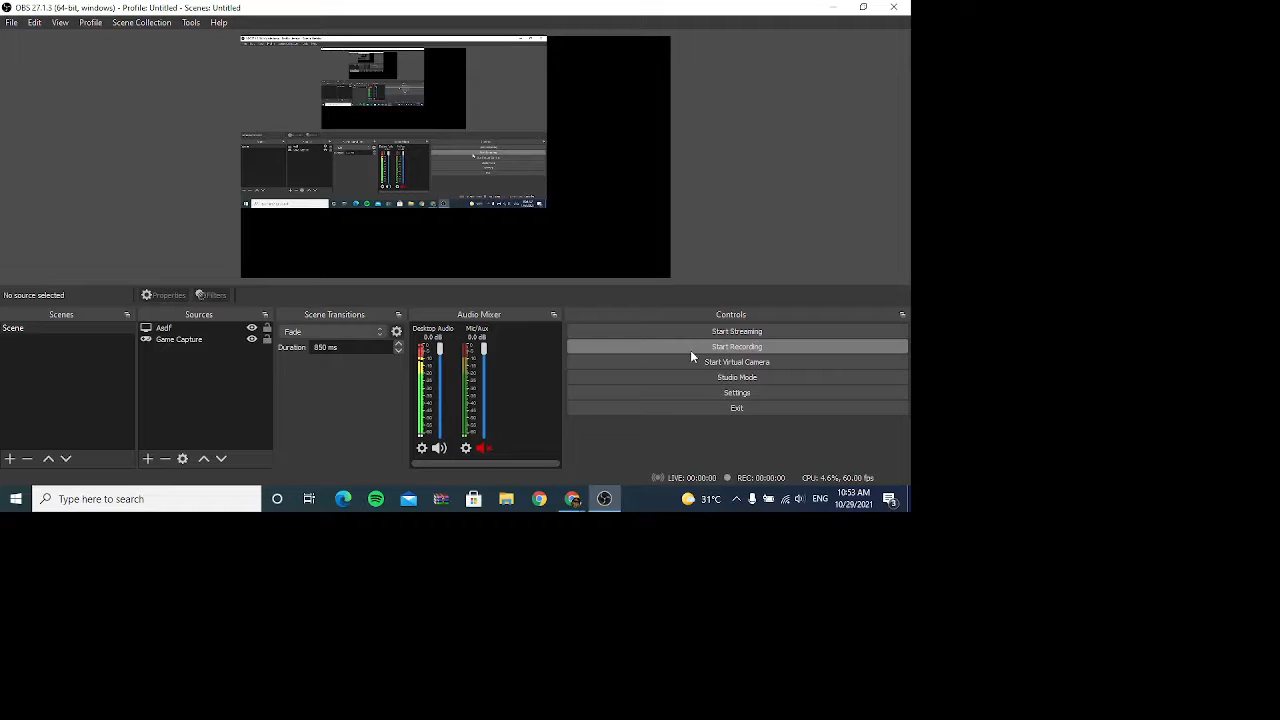 OBS 27.1.3 (64-bit, windows) - Profile: Untitled - Scenes: Untitled
File Edit View Profile Scene Collection Tools Help
No source selected Properties Filters
Scenes Sources Scene Transitions Audio Mixer Controls
Scene
Asdf
Game Capture
Fade
Duration: 850 ms
Desktop Audio Mic/Aux
0.0 dB 0.0 dB
Start Streaming
Start Recording
Start Virtual Camera
Studio Mode
Settings
Exit
LIVE: 00:00:00 REC: 00:00:00 CPU: 4.6%, 60.00 fps
Type here to search
31°C ENG 10:53 AM
10/29/2021 3